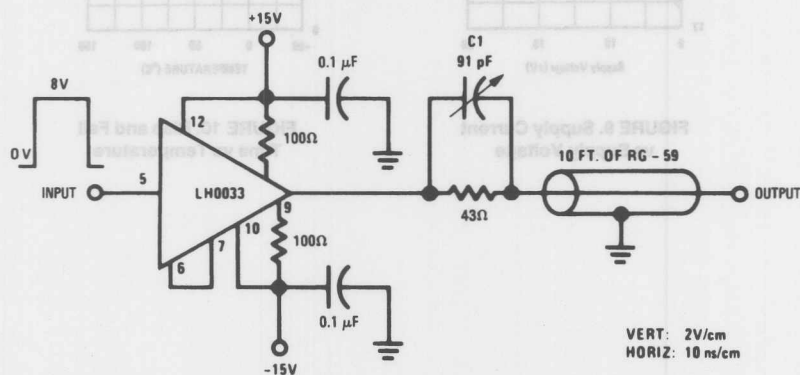 +15V
C1
91 pF
0.1 µF
8V
0V
12
100Ω
10 FT. OF RG - 59
INPUT
5
LH0033
OUTPUT
9
43Ω
10
100Ω
7
6
0.1 µF
-15V
VERT: 2V/cm
HORIZ: 10 ns/cm